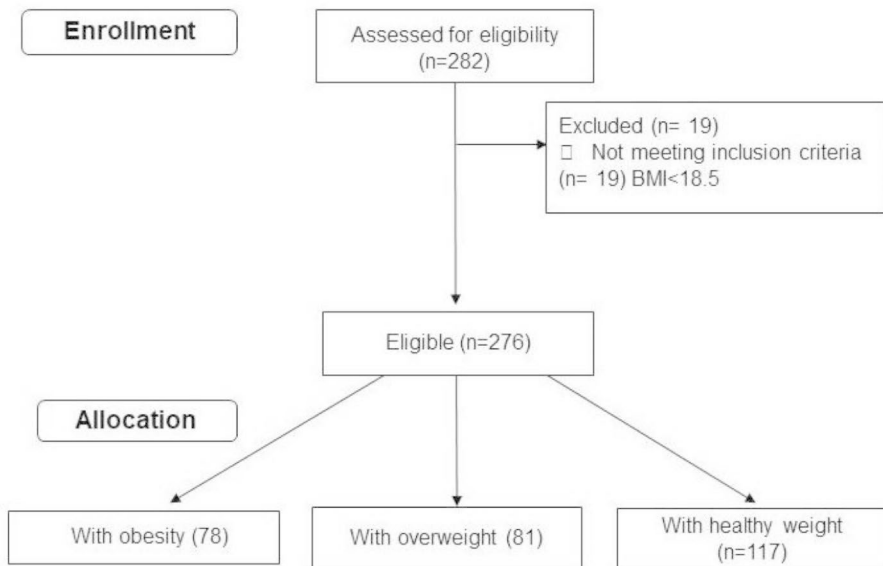 Enrollment
Assessed for eligibility
(n=282)
Excluded (n= 19)
□ Not meeting inclusion criteria
(n= 19) BMI<18.5
Eligible (n=276)
Allocation
With obesity (78)
With overweight (81)
With healthy weight
(n=117)